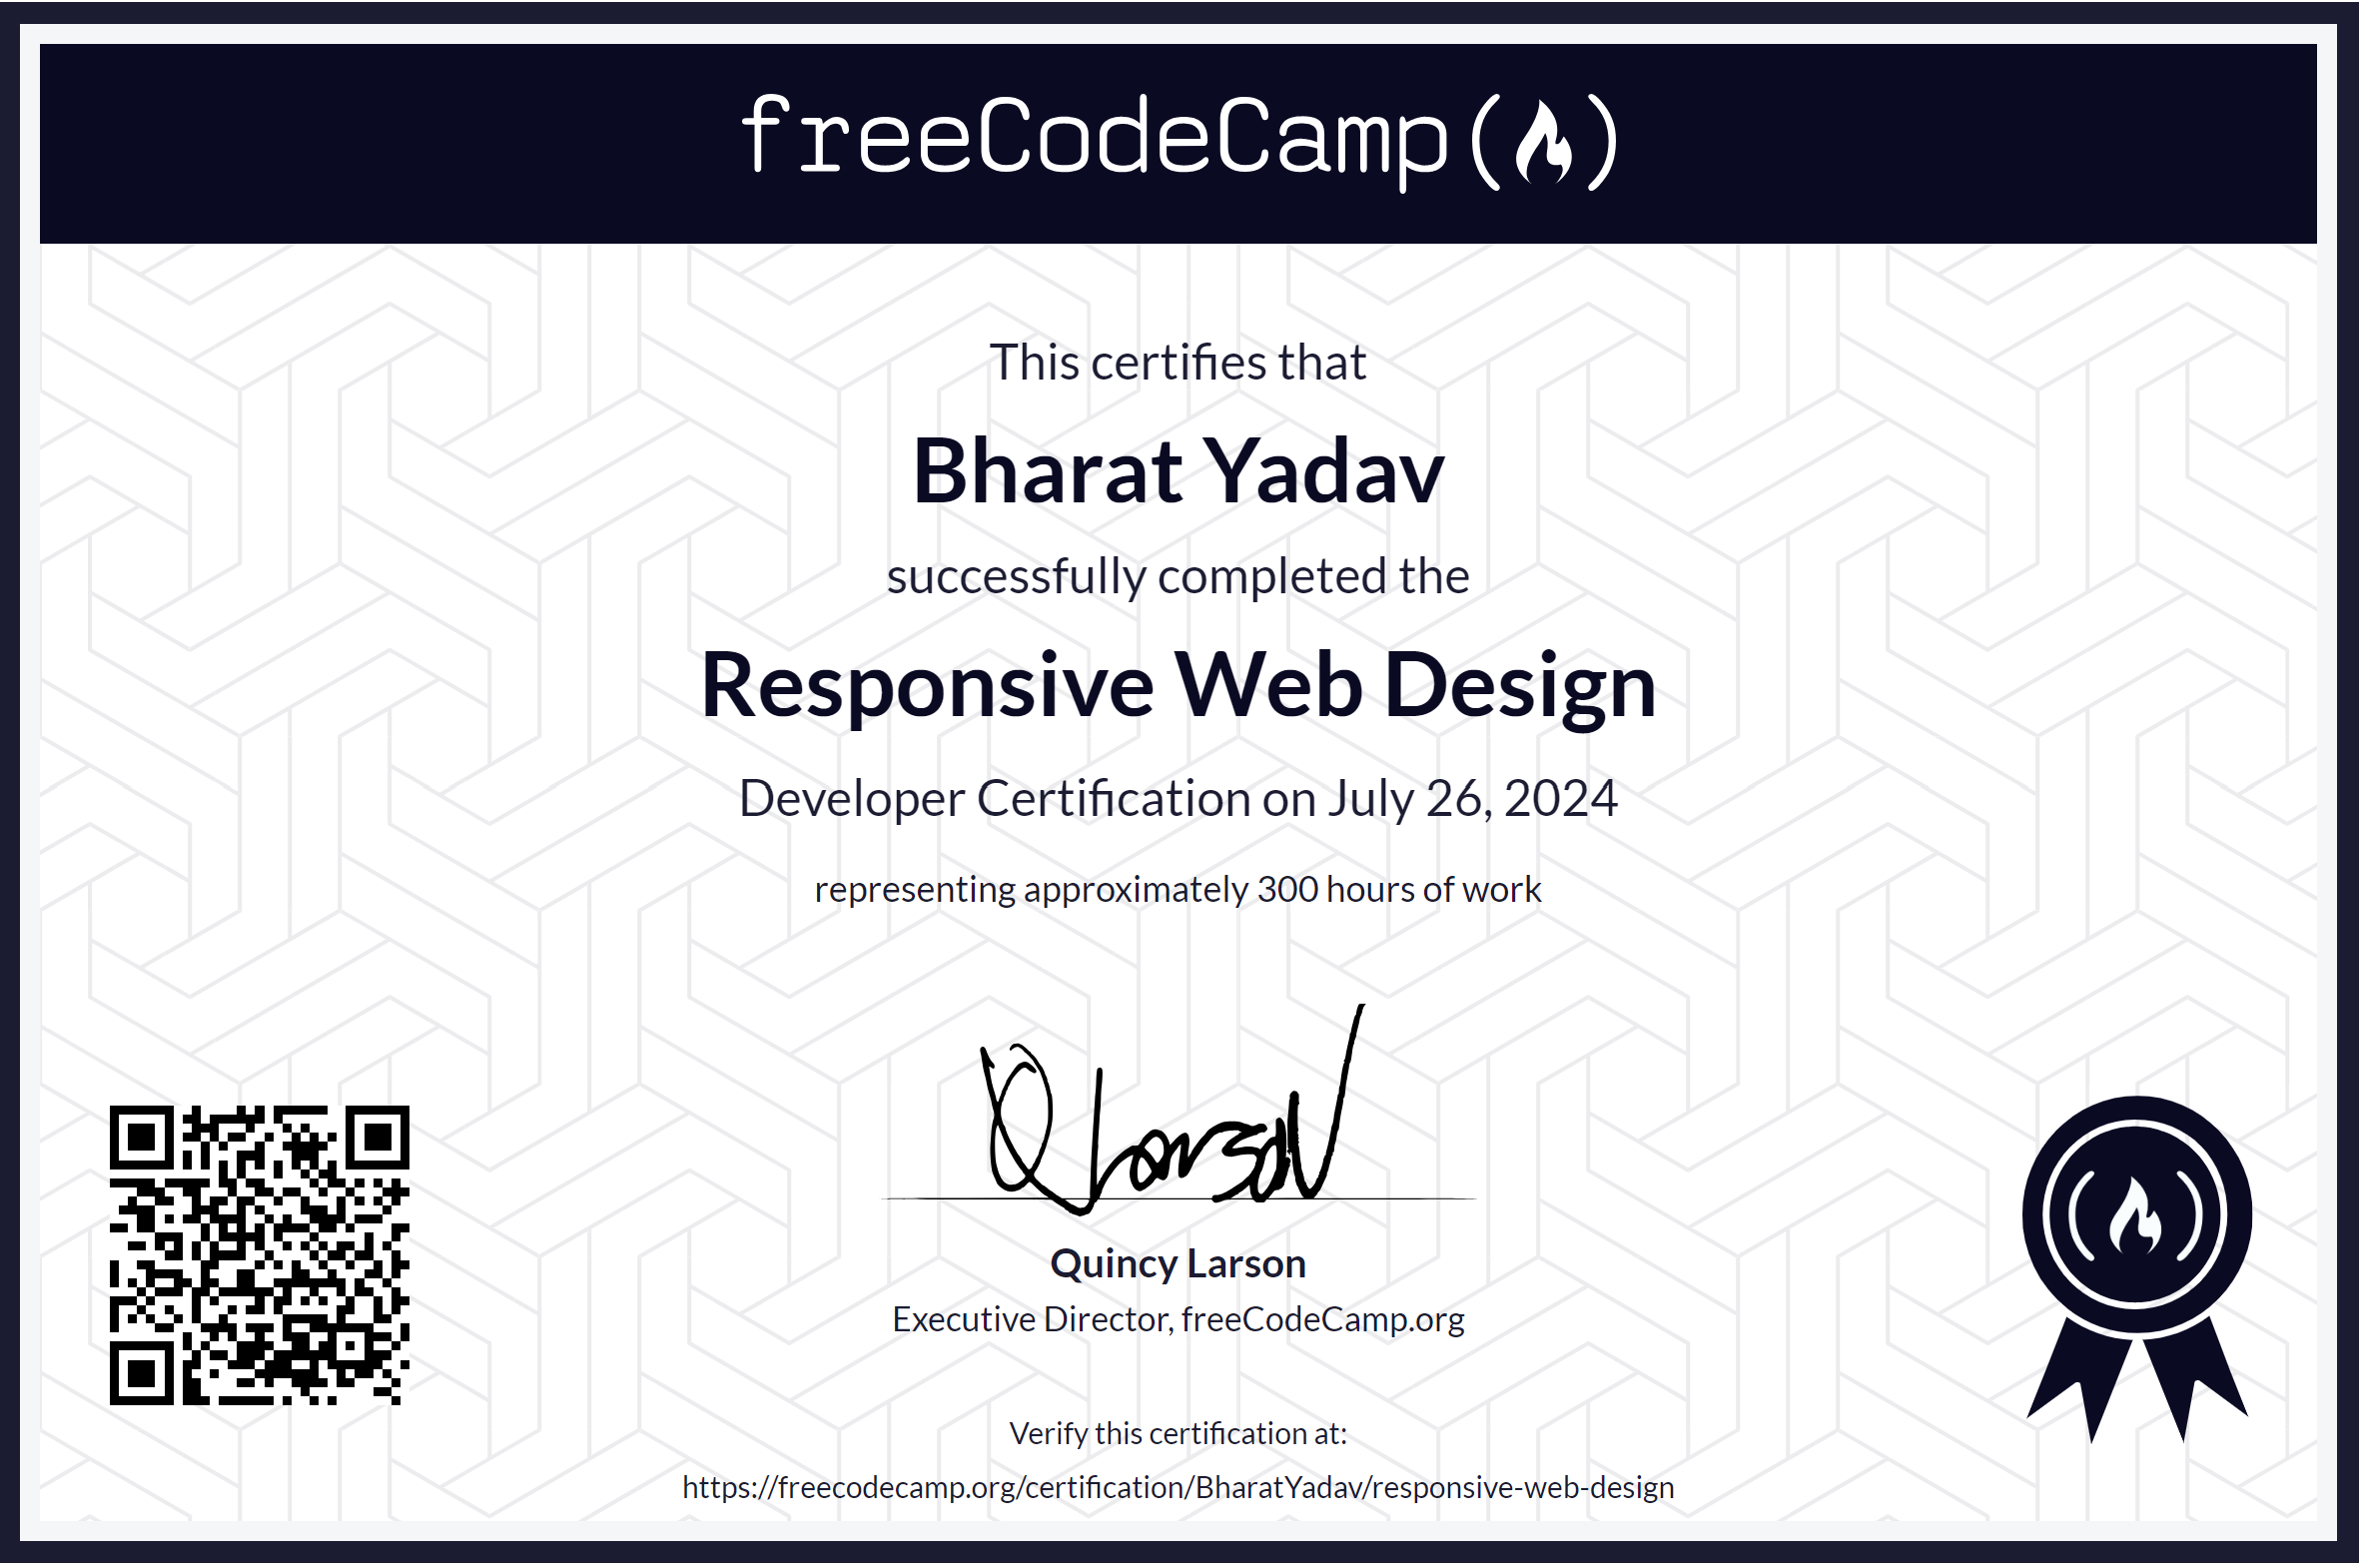 freeCodeCamp
This certifies that
Bharat Yadav
successfully completed the
Responsive Web Design
Developer Certification on July 26, 2024
representing approximately 300 hours of work
QLarson
Quincy Larson
Executive Director, freeCodeCamp.org
Verify this certification at:
https://freecodecamp.org/certification/BharatYadav/responsive-web-design